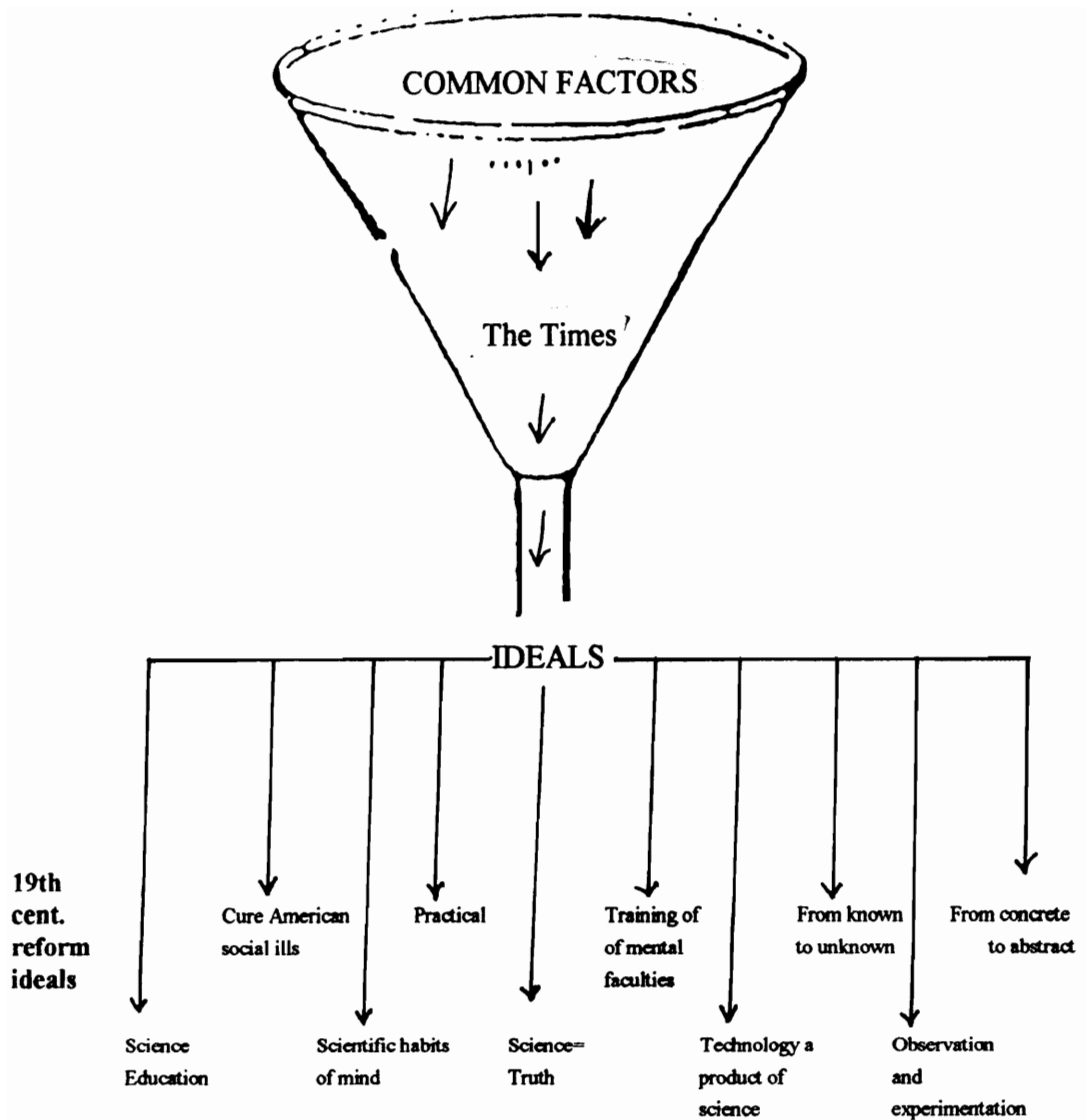 COMMON FACTORS
The Times
IDEALS
19th
cent.
reform
ideals
Cure American
social ills
Practical
Training of
of mental
faculties
From known
to unknown
From concrete
to abstract
Science
Education
Scientific habits
of mind
Science=
Truth
Technology a
product of
science
Observation
and
experimentation